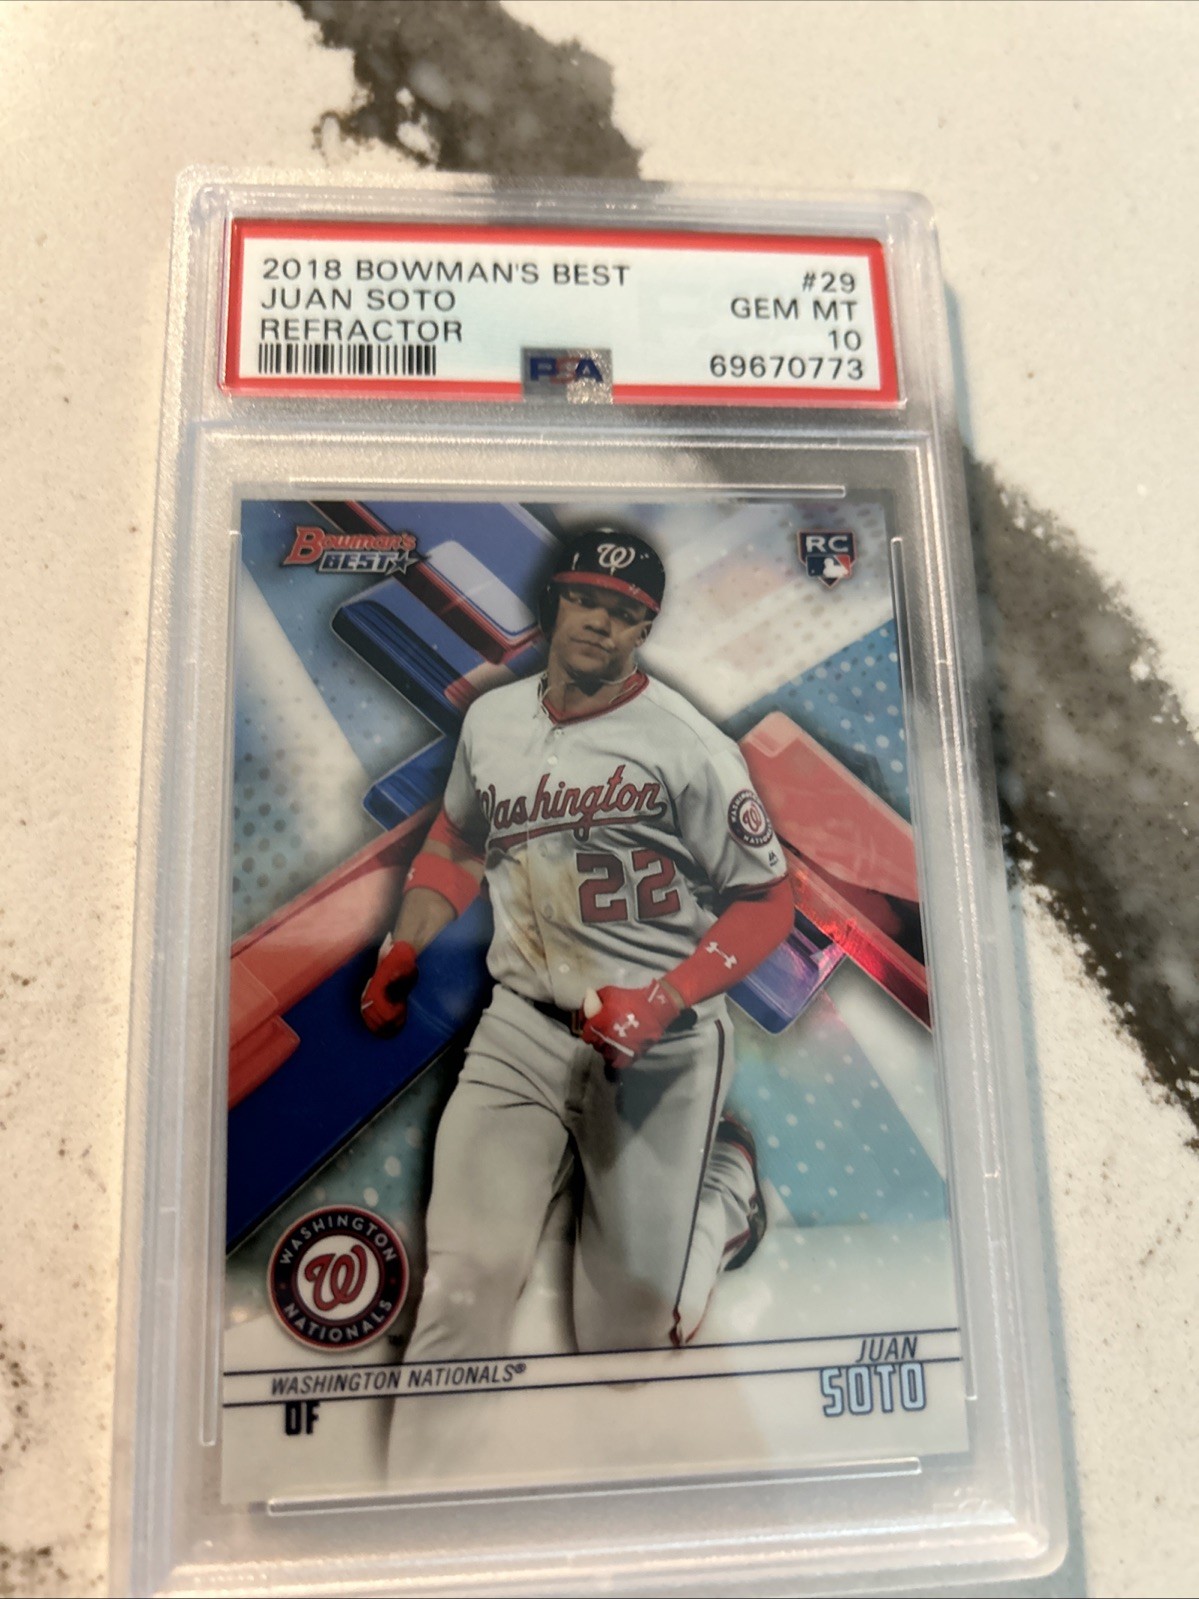 2018 BOWMAN'S BEST #29
JUAN SOTO GEM MT
REFRACTOR 10
PSA 69670773
Bowman's
BEST
RC
W
Washington
22
WASHINGTON
NATIONALS
W
WASHINGTON NATIONALS®
OF
JUAN
SOTO